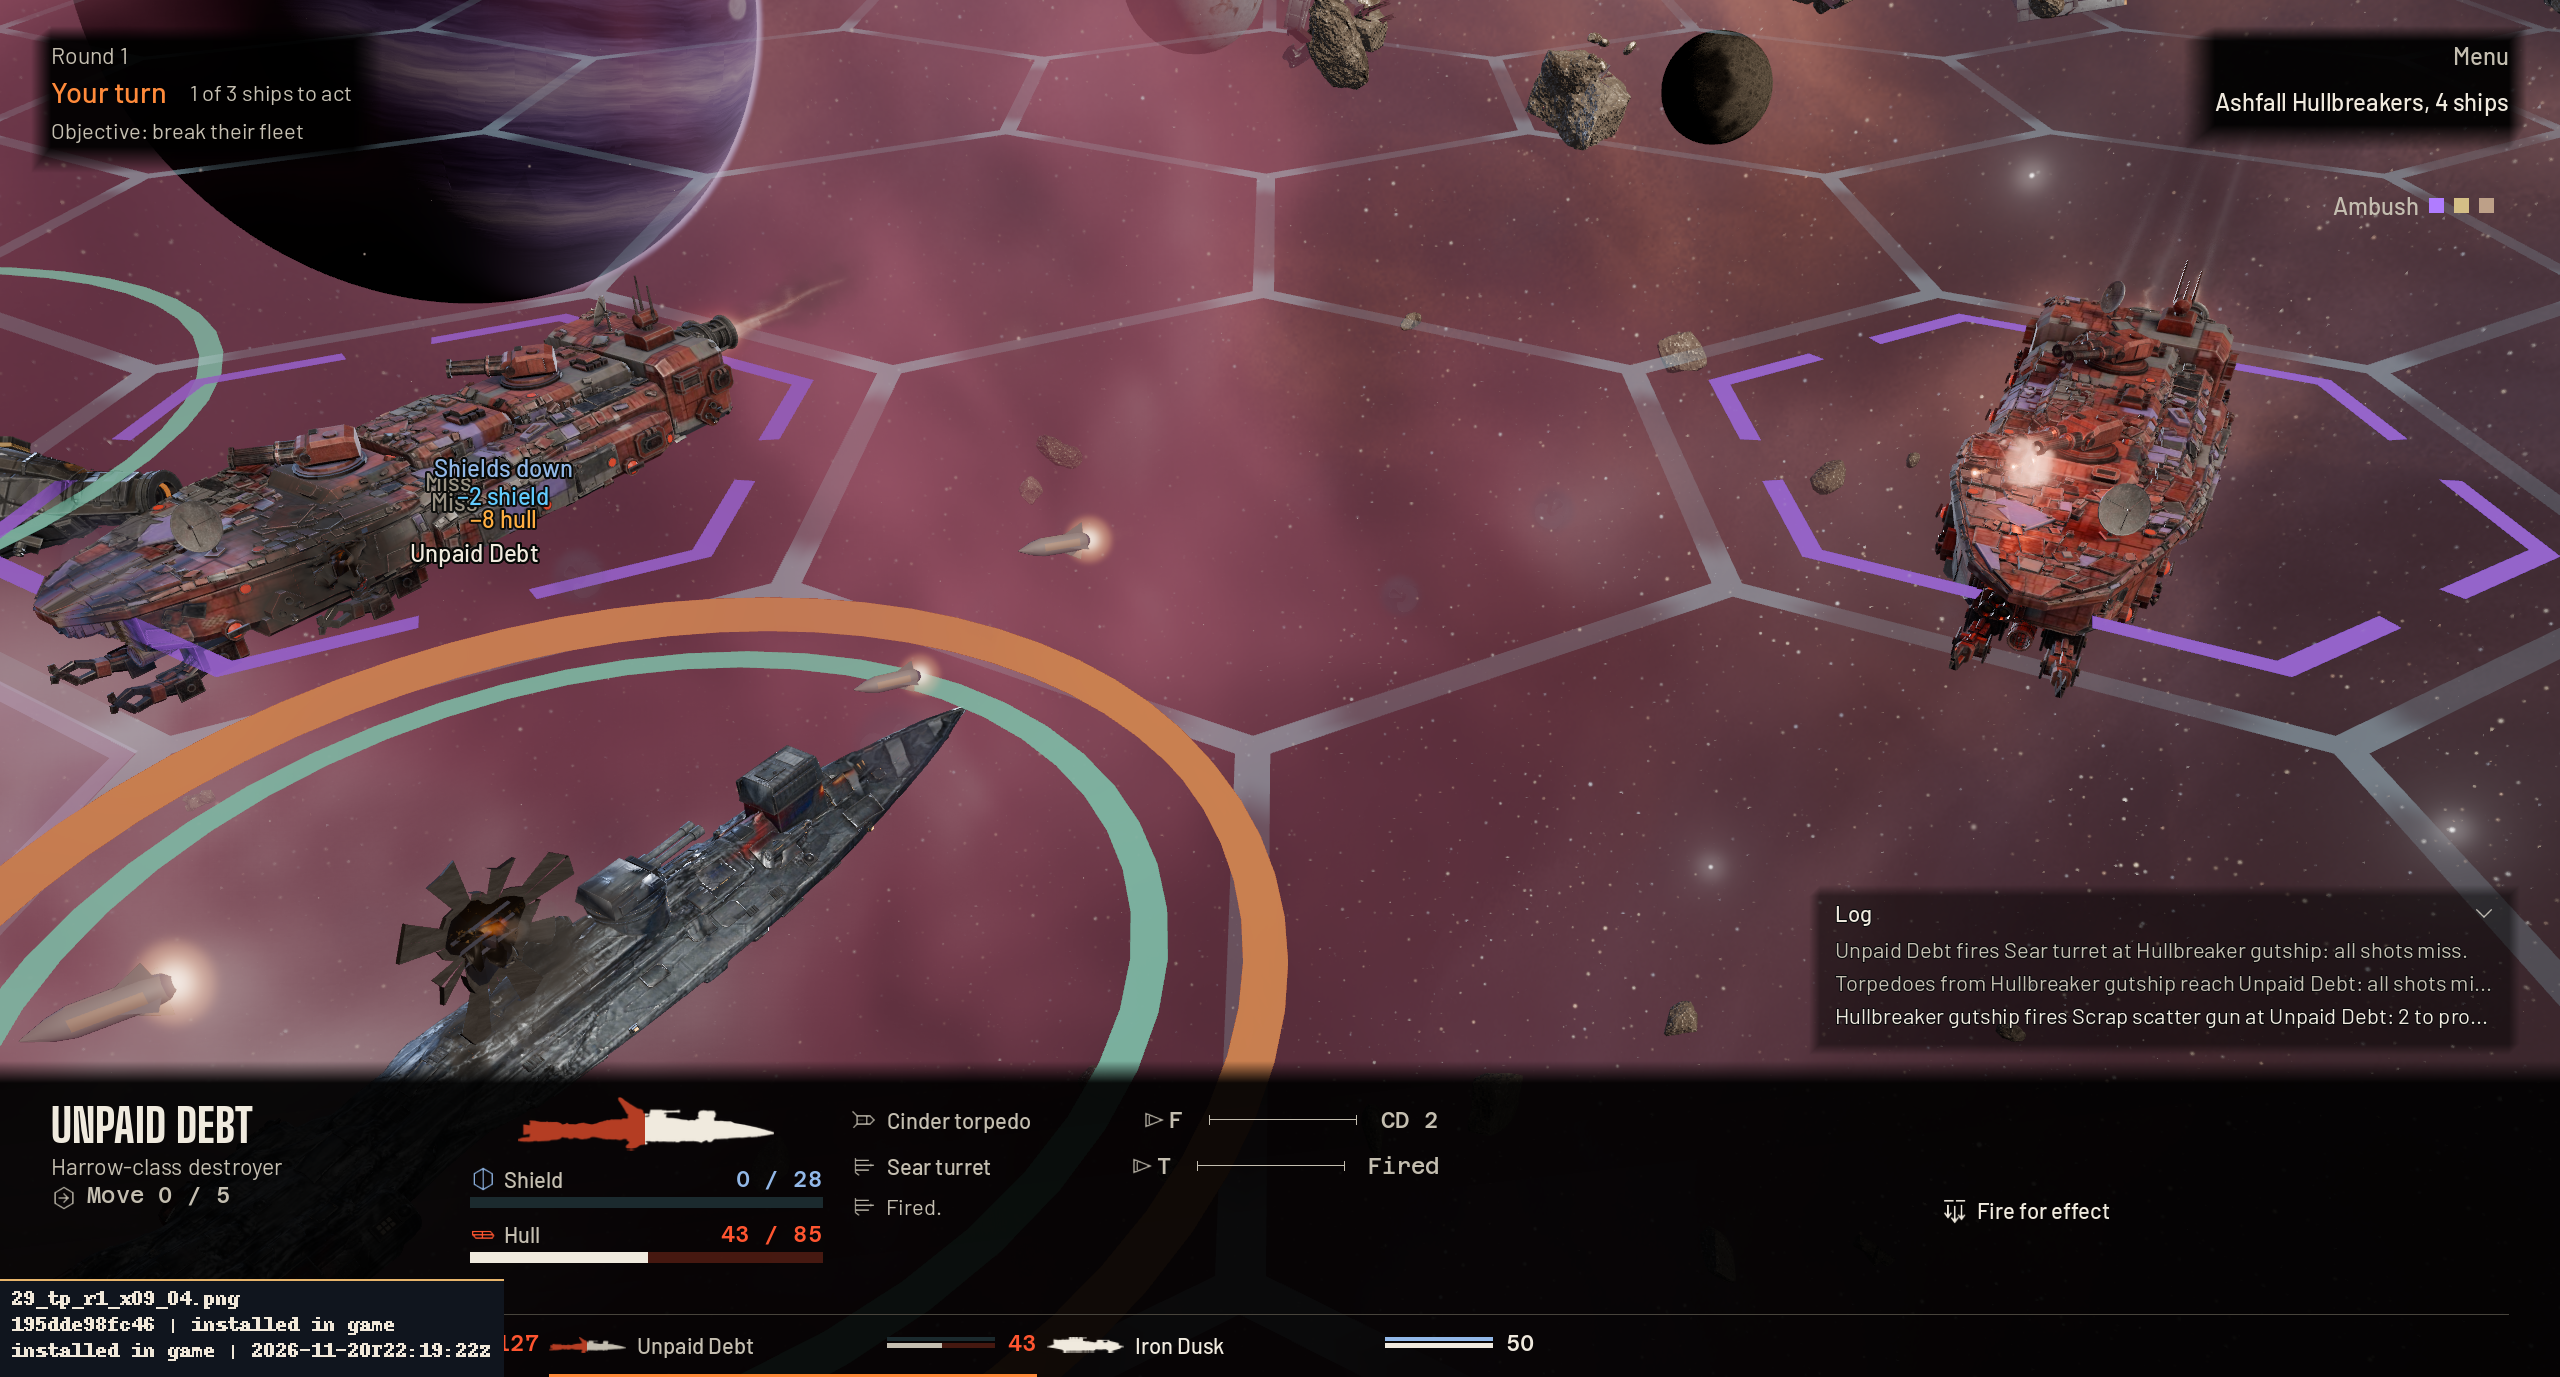 Round 1
Your turn 1 of 3 ships to act
Objective: break their fleet
Menu
Ashfall Hullbreakers, 4 ships
Ambush
Shields down
Miss
−2 shield
−8 hull
Unpaid Debt
Log
Unpaid Debt fires Sear turret at Hullbreaker gutship: all shots miss.
Torpedoes from Hullbreaker gutship reach Unpaid Debt: all shots mi...
Hullbreaker gutship fires Scrap scatter gun at Unpaid Debt: 2 to pro...
UNPAID DEBT
Harrow-class destroyer
Move 0 / 5
Shield 0 / 28
Hull 43 / 85
Cinder torpedo F CD 2
Sear turret T Fired
Fired.
Fire for effect
29_tp_r1_x09_04.png
195dde98fc46 | installed in game
installed in game | 2026-11-20T22:19:22Z
127 Unpaid Debt 43 Iron Dusk 50